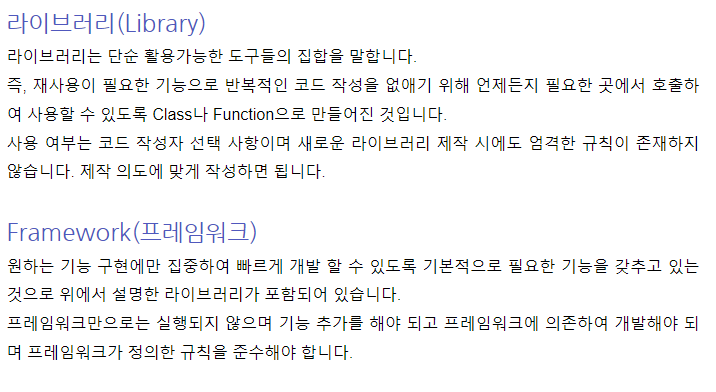 라이브러리(Library)
라이브러리는 단순 활용가능한 도구들의 집합을 말합니다.
즉, 재사용이 필요한 기능으로 반복적인 코드 작성을 없애기 위해 언제든지 필요한 곳에서 호출하
여 사용할 수 있도록 Class나 Function으로 만들어진 것입니다.
사용 여부는 코드 작성자 선택 사항이며 새로운 라이브러리 제작 시에도 엄격한 규칙이 존재하지
않습니다. 제작 의도에 맞게 작성하면 됩니다.
Framework(프레임워크)
원하는 기능 구현에만 집중하여 빠르게 개발 할 수 있도록 기본적으로 필요한 기능을 갖추고 있는
것으로 위에서 설명한 라이브러리가 포함되어 있습니다.
프레임워크만으로는 실행되지 않으며 기능 추가를 해야 되고 프레임워크에 의존하여 개발해야 되
며 프레임워크가 정의한 규칙을 준수해야 합니다.